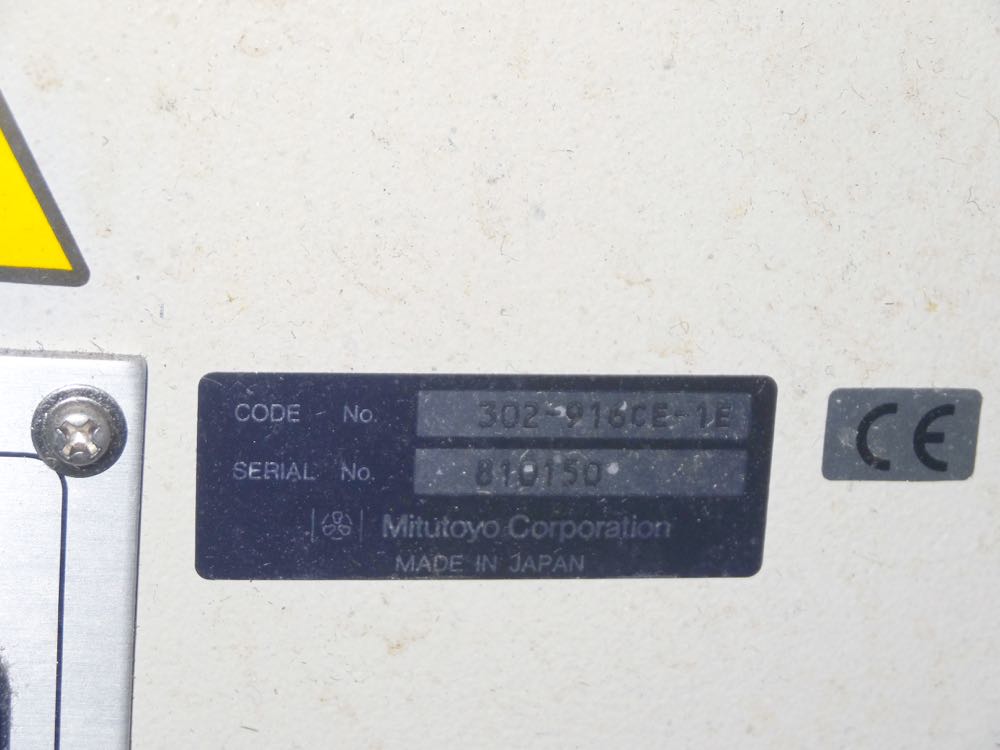 CODE No. 302-916CE-1E
SERIAL No. 810150
Mitutoyo Corporation
MADE IN JAPAN
CE